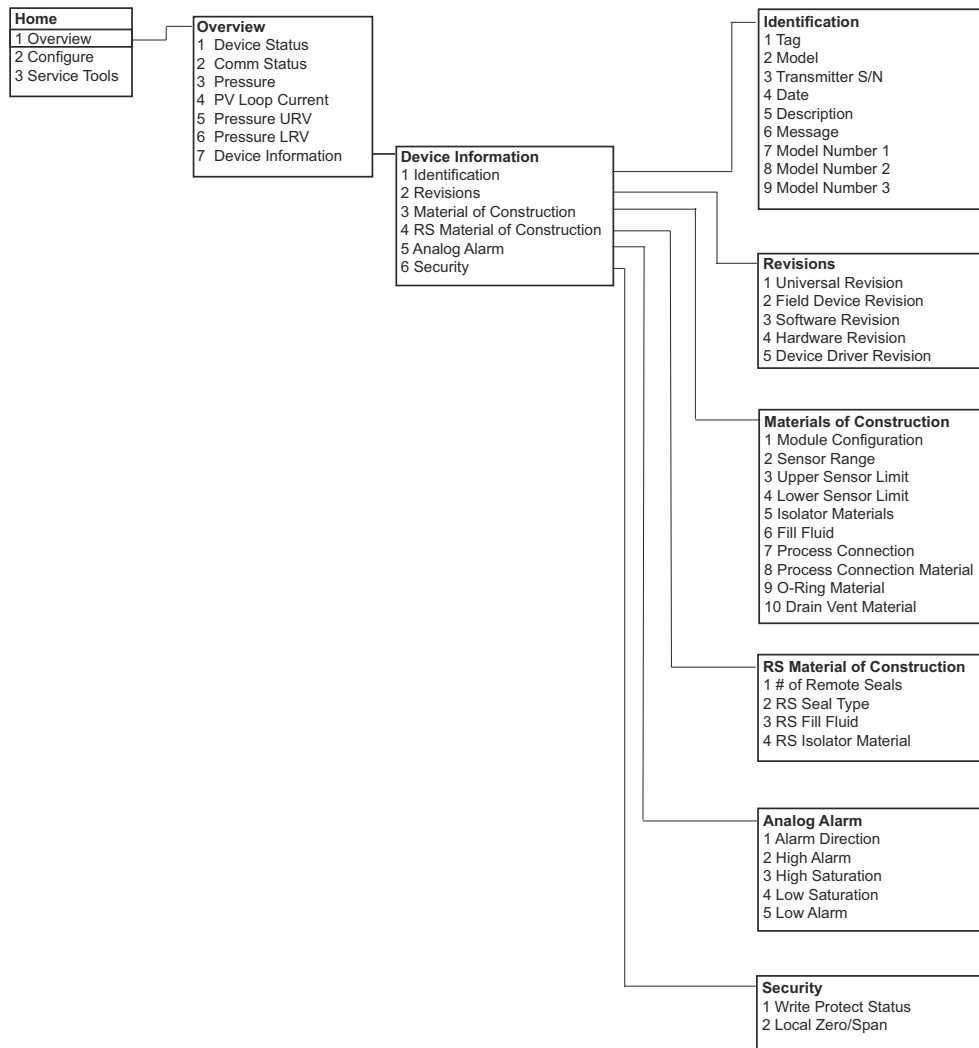 Home
1 Overview
2 Configure
3 Service Tools
Overview
1 Device Status
2 Comm Status
3 Pressure
4 PV Loop Current
5 Pressure URV
6 Pressure LRV
7 Device Information
Device Information
1 Identification
2 Revisions
3 Material of Construction
4 RS Material of Construction
5 Analog Alarm
6 Security
Identification
1 Tag
2 Model
3 Transmitter S/N
4 Date
5 Description
6 Message
7 Model Number 1
8 Model Number 2
9 Model Number 3
Revisions
1 Universal Revision
2 Field Device Revision
3 Software Revision
4 Hardware Revision
5 Device Driver Revision
Materials of Construction
1 Module Configuration
2 Sensor Range
3 Upper Sensor Limit
4 Lower Sensor Limit
5 Isolator Materials
6 Fill Fluid
7 Process Connection
8 Process Connection Material
9 O-Ring Material
10 Drain Vent Material
RS Material of Construction
1 # of Remote Seals
2 RS Seal Type
3 RS Fill Fluid
4 RS Isolator Material
Analog Alarm
1 Alarm Direction
2 High Alarm
3 High Saturation
4 Low Saturation
5 Low Alarm
Security
1 Write Protect Status
2 Local Zero/Span